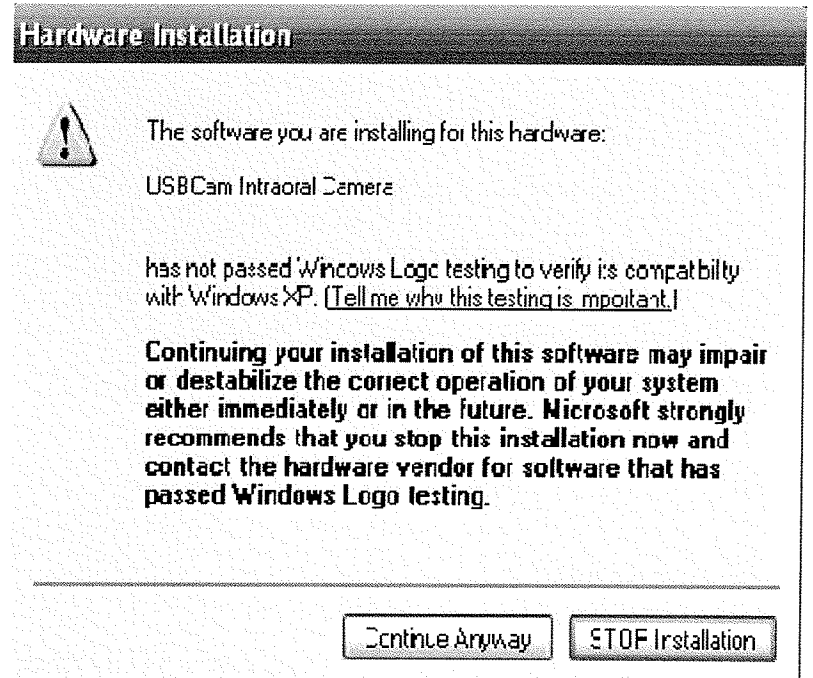 Hardware Installation
The software you are installing for this hardware:
USBCam Intraoral Camera
has not passed Windows Logo testing to verify its compatibility
with Windows XP. (Tell me why this testing is important.)
Continuing your installation of this software may impair
or destabilize the correct operation of your system
either immediately or in the future. Microsoft strongly
recommends that you stop this installation now and
contact the hardware vendor for software that has
passed Windows Logo testing.
Continue Anyway
STOP Installation